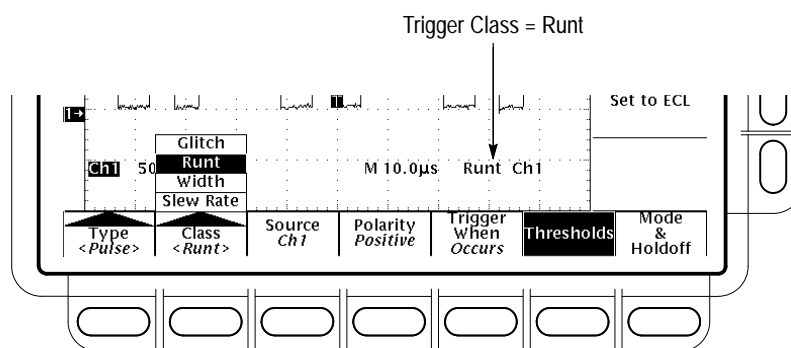 Trigger Class = Runt
Set to ECL
1→
T
Glitch
Runt
Width
Slew Rate
Ch1 50
M 10.0µs Runt Ch1
Type
<Pulse>
Class
<Runt>
Source
Ch1
Polarity
Positive
Trigger
When
Occurs
Thresholds
Mode
&
Holdoff